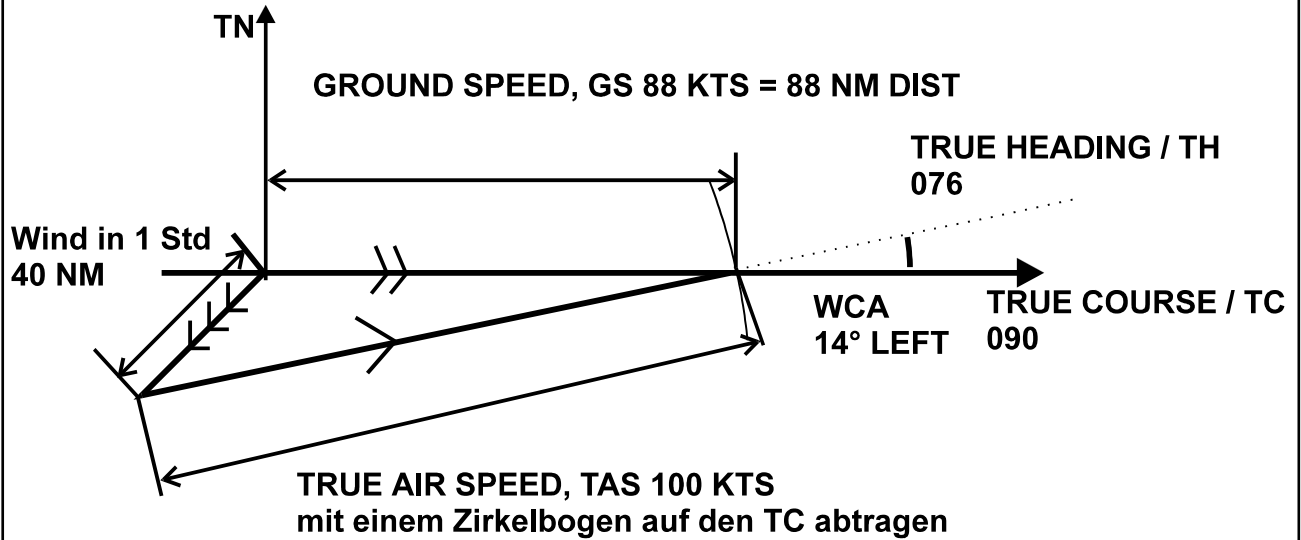 TN
GROUND SPEED, GS 88 KTS = 88 NM DIST
TRUE HEADING / TH
076
Wind in 1 Std
40 NM
WCA
14° LEFT
TRUE COURSE / TC
090
TRUE AIR SPEED, TAS 100 KTS
mit einem Zirkelbogen auf den TC abtragen